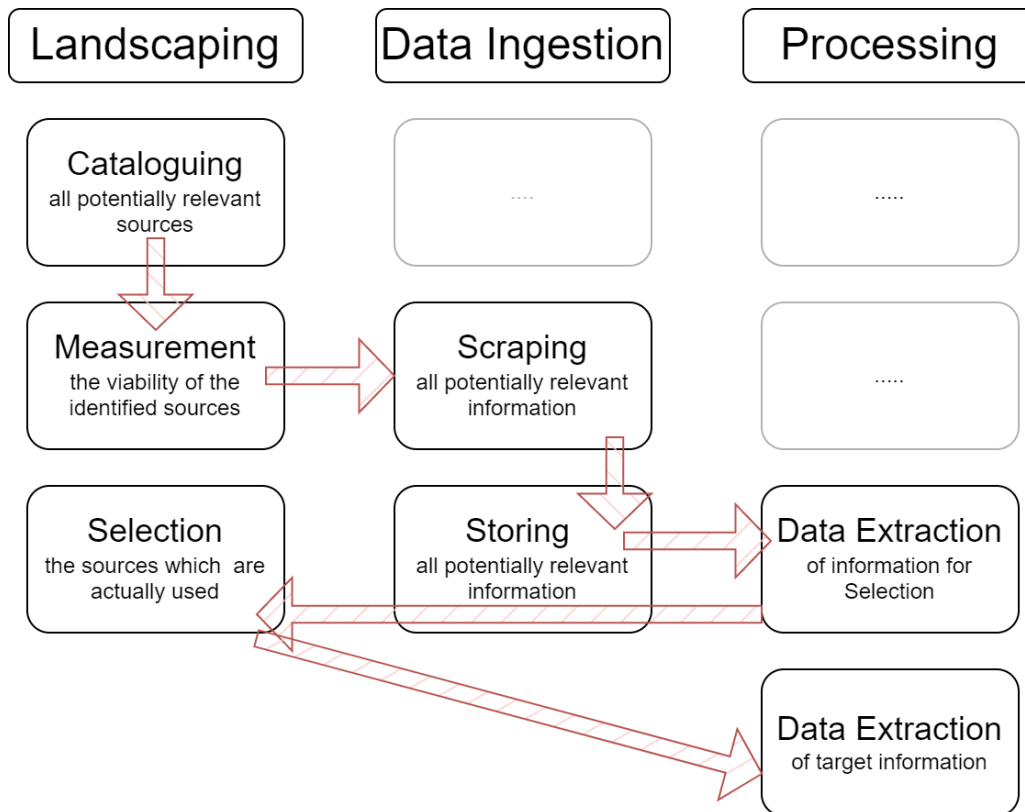 Landscaping
Data Ingestion
Processing
Cataloguing
all potentially relevant
sources
....
.....
Measurement
the viability of the
identified sources
Scraping
all potentially relevant
information
.....
Selection
the sources which are
actually used
Storing
all potentially relevant
information
Data Extraction
of information for
Selection
Data Extraction
of target information